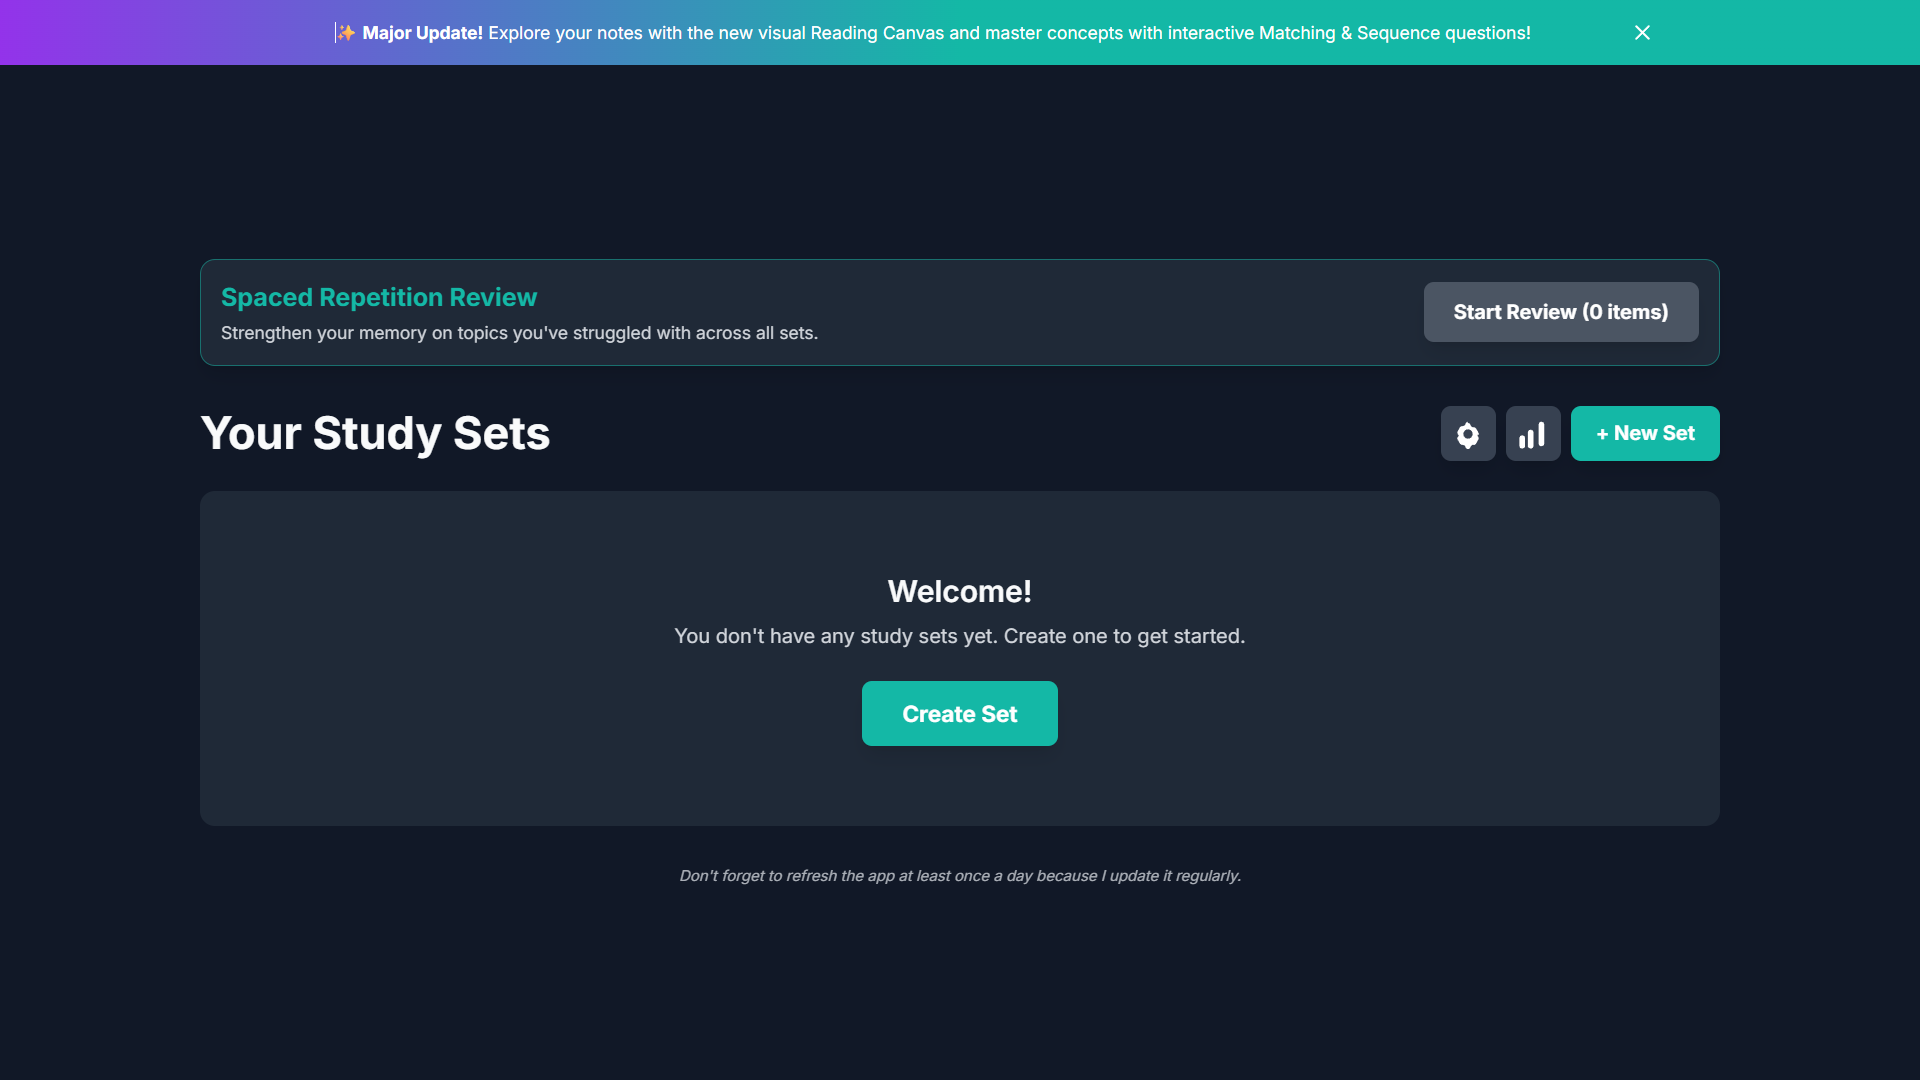 ✨ Major Update! Explore your notes with the new visual Reading Canvas and master concepts with interactive Matching & Sequence questions!
Spaced Repetition Review
Strengthen your memory on topics you've struggled with across all sets.
Start Review (0 items)
Your Study Sets
+ New Set
Welcome!
You don't have any study sets yet. Create one to get started.
Create Set
Don't forget to refresh the app at least once a day because I update it regularly.